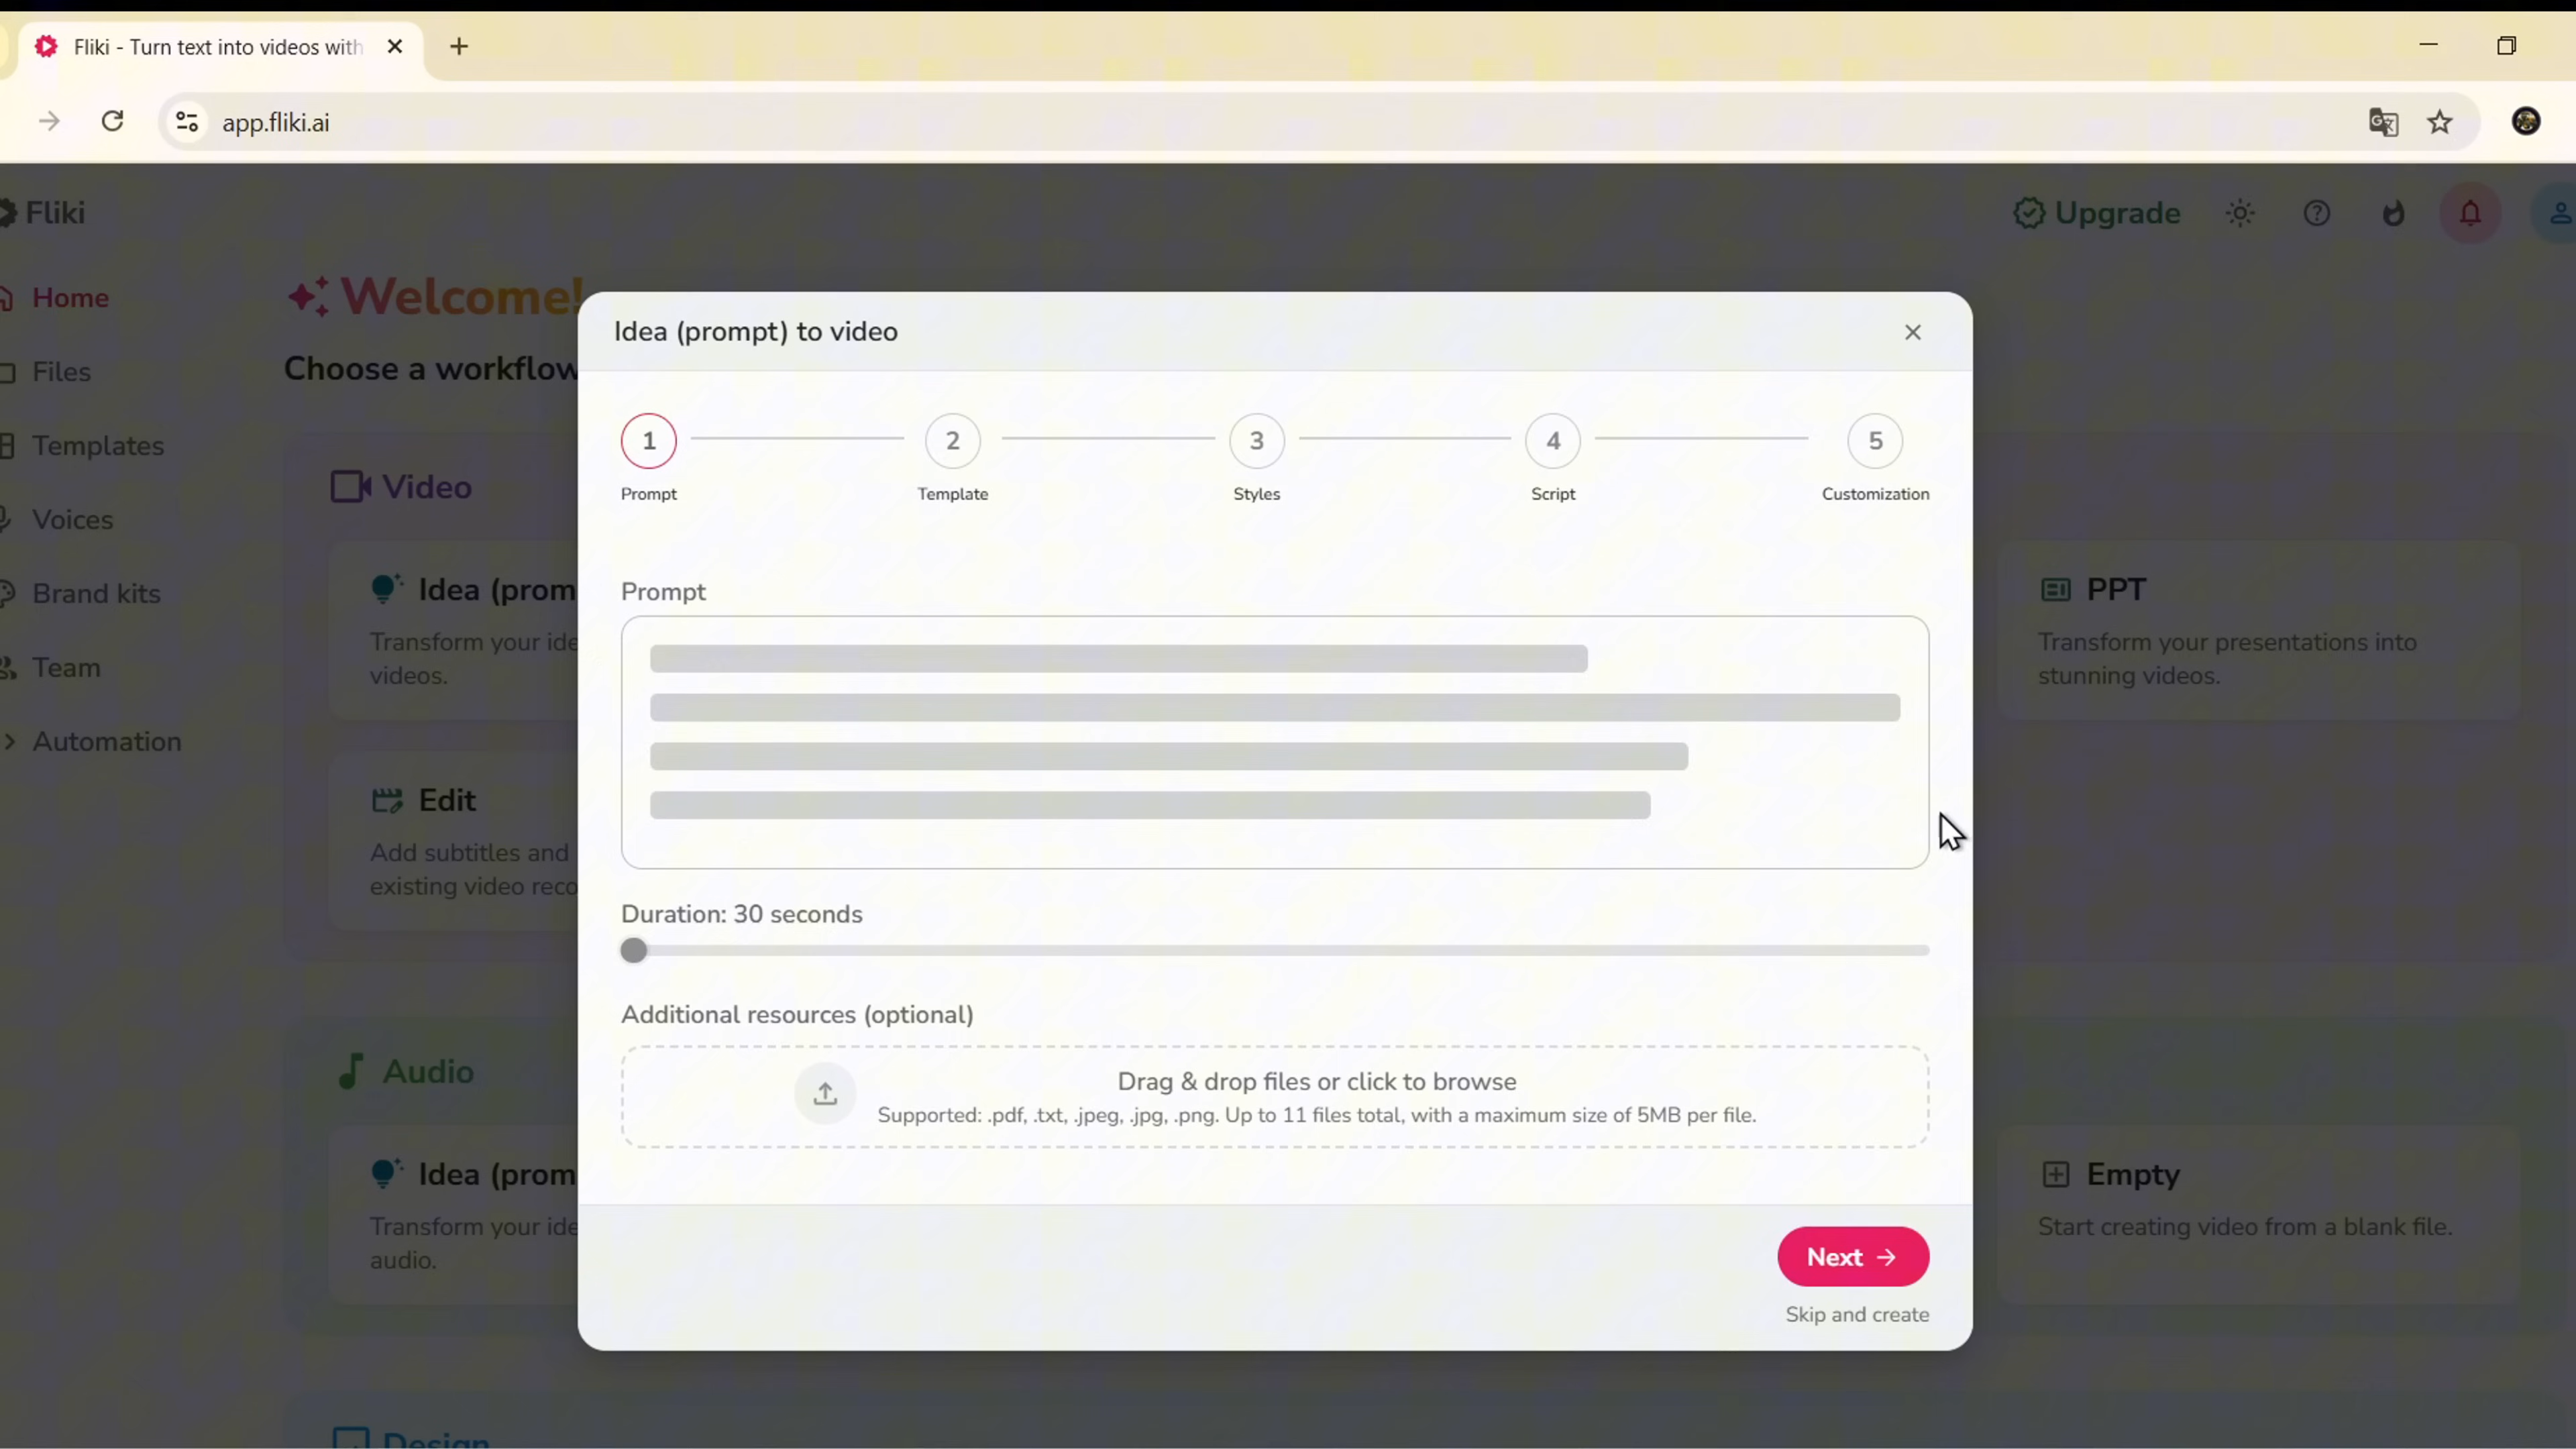 Fliki - Turn text into videos with
app.fliki.ai
Fliki
Upgrade
Home
Files
Templates
Voices
Brand kits
Team
Automation
Welcome!
Choose a workflow
Video
Idea (prom
Transform your ide
videos.
Edit
Add subtitles and
existing video reco
PPT
Transform your presentations into
stunning videos.
Audio
Idea (prom
Transform your ide
audio.
Empty
Start creating video from a blank file.
Design
Idea (prompt) to video
1
2
3
4
5
Prompt
Template
Styles
Script
Customization
Prompt
Duration: 30 seconds
Additional resources (optional)
Drag & drop files or click to browse
Supported: .pdf, .txt, .jpeg, .jpg, .png. Up to 11 files total, with a maximum size of 5MB per file.
Next
Skip and create